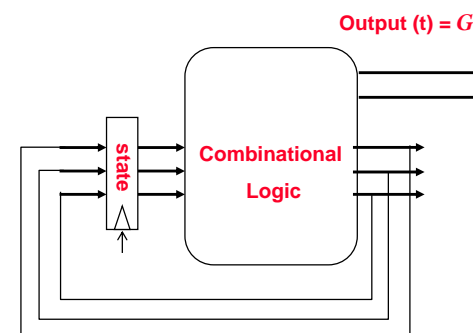 Output (t) = G
state
Combinational
Logic